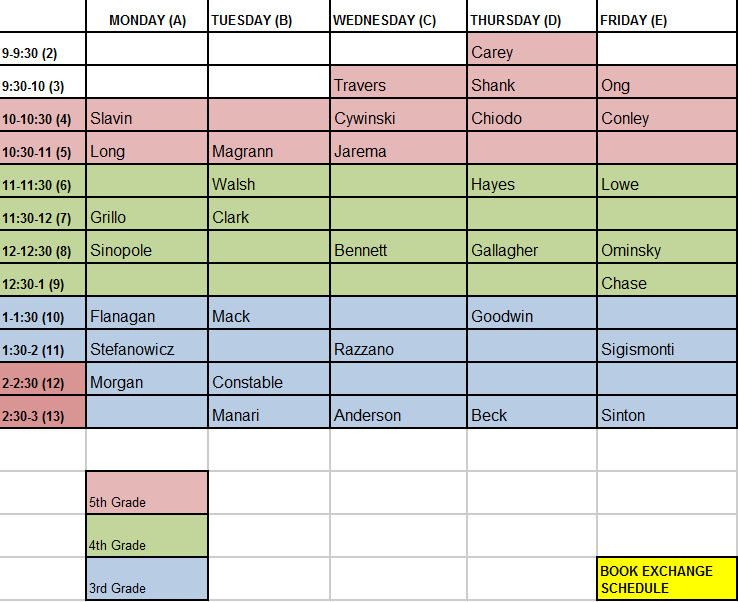 MONDAY (A) TUESDAY (B) WEDNESDAY (C) THURSDAY (D) FRIDAY (E)
9-9:30 (2) Carey
9:30-10 (3) Travers Shank Ong
10-10:30 (4) Slavin Cywinski Chiodo Conley
10:30-11 (5) Long Magrann Jarema
11-11:30 (6) Walsh Hayes Lowe
11:30-12 (7) Grillo Clark
12-12:30 (8) Sinopole Bennett Gallagher Ominsky
12:30-1 (9) Chase
1-1:30 (10) Flanagan Mack Goodwin
1:30-2 (11) Stefanowicz Razzano Sigismonti
2-2:30 (12) Morgan Constable
2:30-3 (13) Manari Anderson Beck Sinton
5th Grade
4th Grade
3rd Grade
BOOK EXCHANGE
SCHEDULE